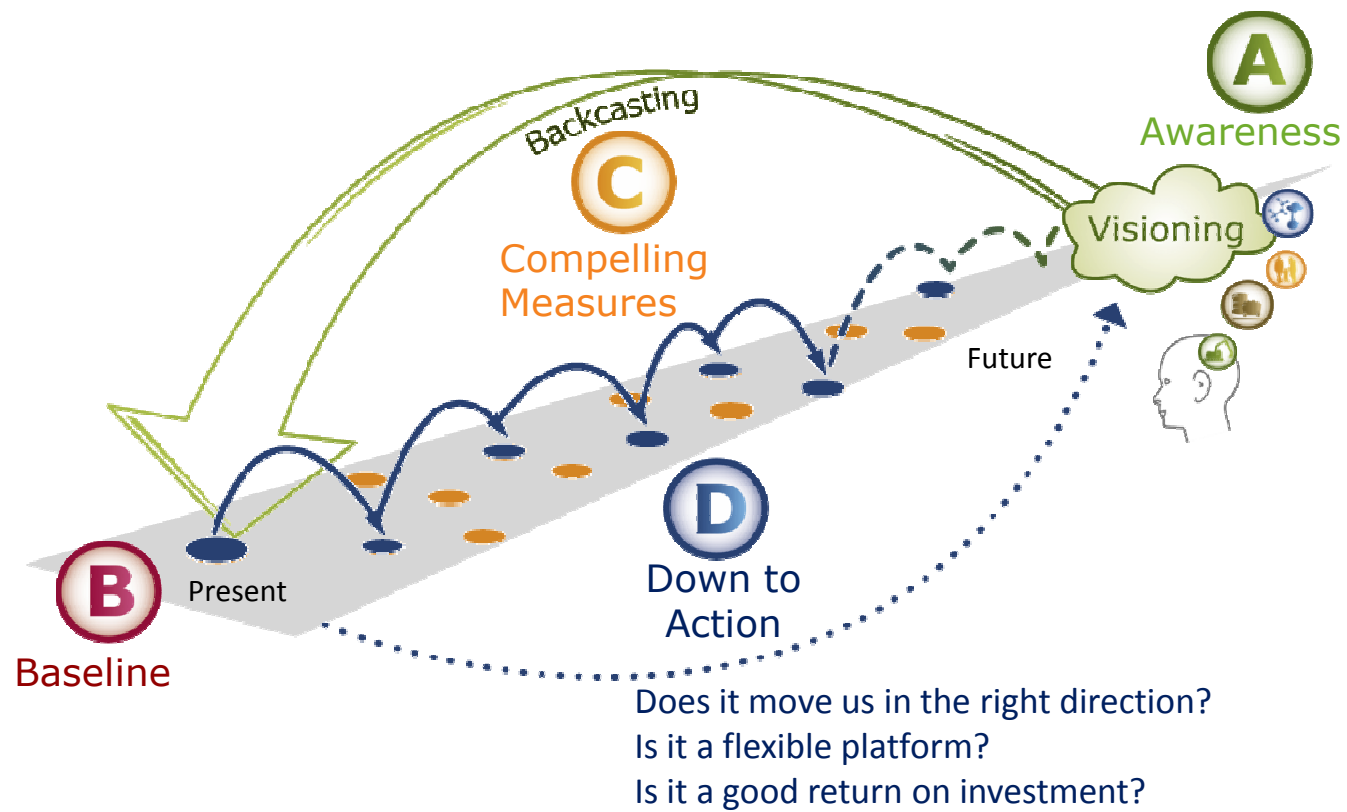 A
Awareness
Backcasting
C
Compelling
Measures
Visioning
Future
B
Present
Baseline
D
Down to
Action
Does it move us in the right direction?
Is it a flexible platform?
Is it a good return on investment?